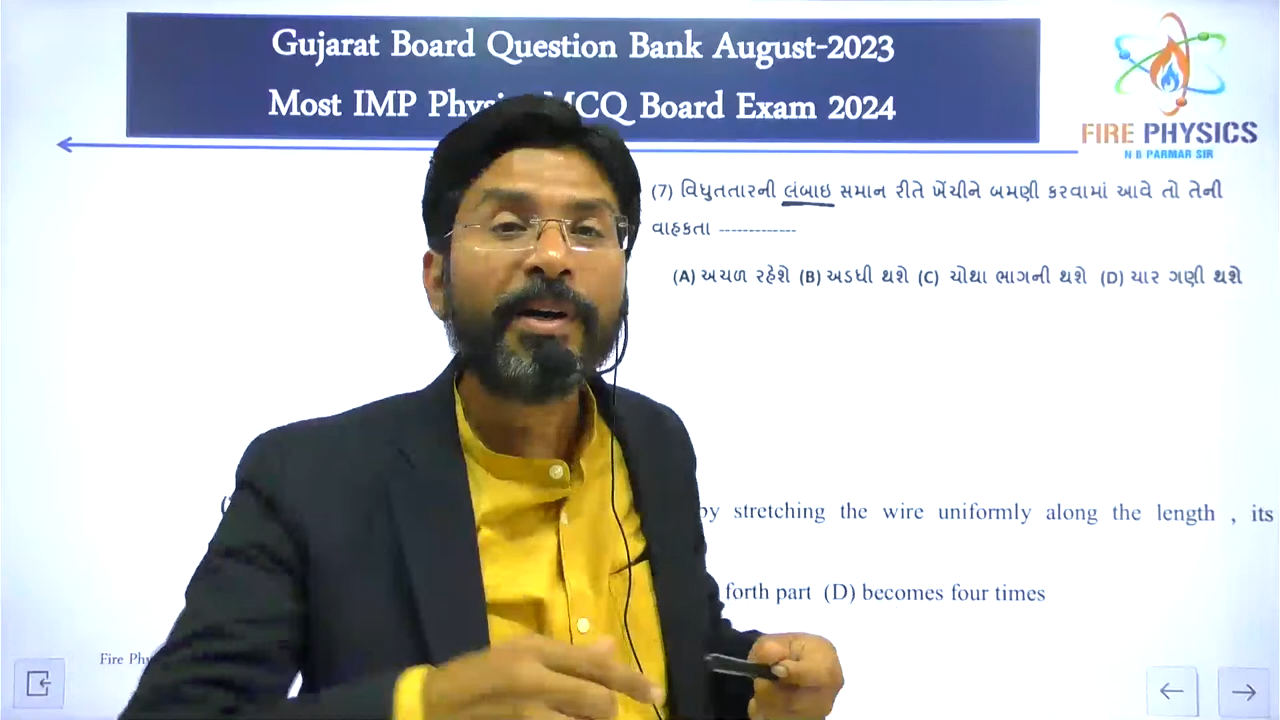 Gujarat Board Question Bank August-2023
Most IMP MCQ Board Exam 2024
FIRE PHYSICS
N B PARMAR SIR
(7) વિધુતતારની લંબાઇ સમાન રીતે ખેંચીને બમણી કરવામાં આવે તો તેની
વાહકતા -------------
(A) અચળ રહેશે (B) અડધી થશે (C) ચોથા ભાગની થશે (D) ચાર ગણી થશે
by stretching the wire uniformly along the length , its
forth part (D) becomes four times
Fire